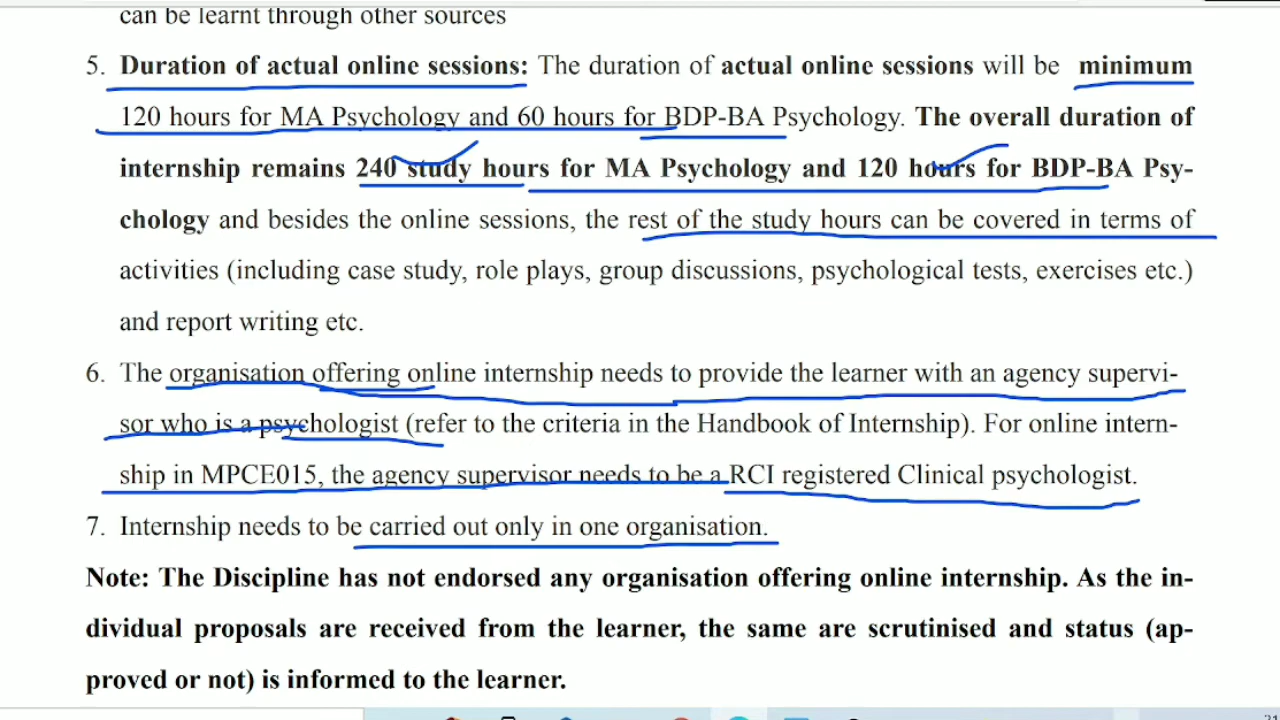 can be learnt through other sources
5. Duration of actual online sessions: The duration of actual online sessions will be minimum
120 hours for MA Psychology and 60 hours for BDP-BA Psychology. The overall duration of
internship remains 240 study hours for MA Psychology and 120 hours for BDP-BA Psy-
chology and besides the online sessions, the rest of the study hours can be covered in terms of
activities (including case study, role plays, group discussions, psychological tests, exercises etc.)
and report writing etc.
6. The organisation offering online internship needs to provide the learner with an agency supervi-
sor who is a psychologist (refer to the criteria in the Handbook of Internship). For online intern-
ship in MPCE015, the agency supervisor needs to be a RCI registered Clinical psychologist.
7. Internship needs to be carried out only in one organisation.
Note: The Discipline has not endorsed any organisation offering online internship. As the in-
dividual proposals are received from the learner, the same are scrutinised and status (ap-
proved or not) is informed to the learner.